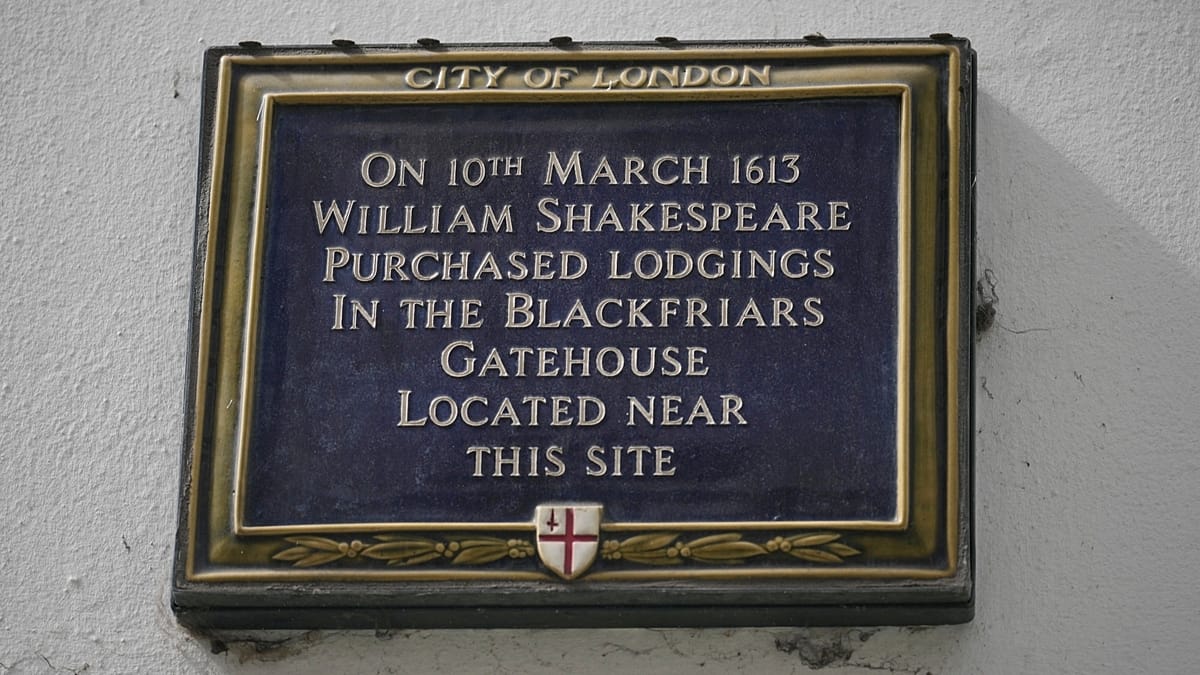 CITY OF LONDON
ON 10TH MARCH 1613
WILLIAM SHAKESPEARE
PURCHASED LODGINGS
IN THE BLACKFRIARS
GATEHOUSE
LOCATED NEAR
THIS SITE